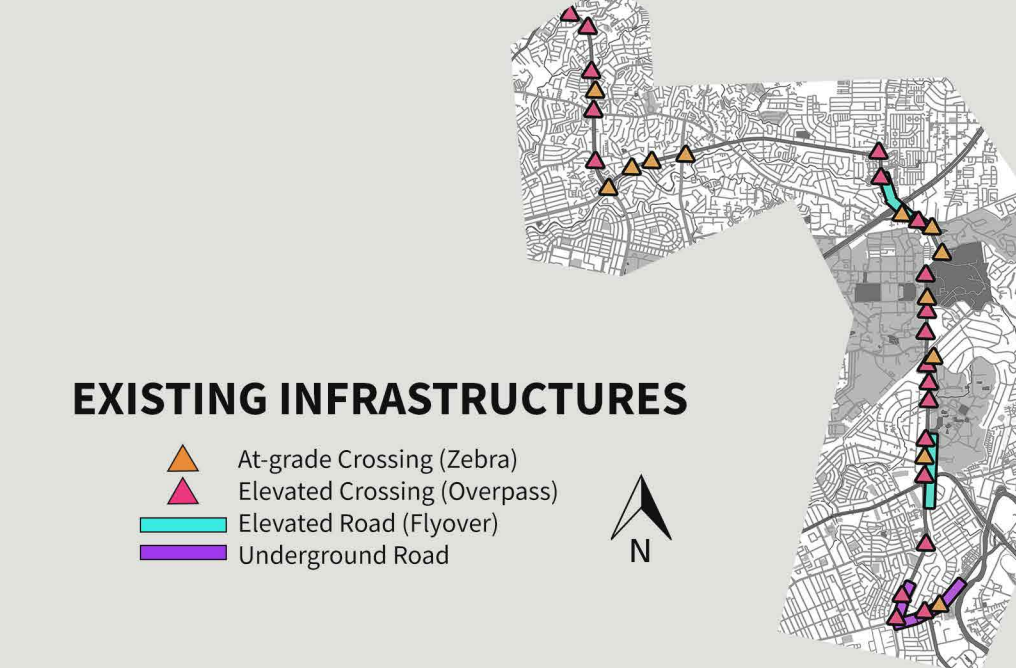 EXISTING INFRASTRUCTURES
At-grade Crossing (Zebra)
Elevated Crossing (Overpass)
Elevated Road (Flyover)
Underground Road
N